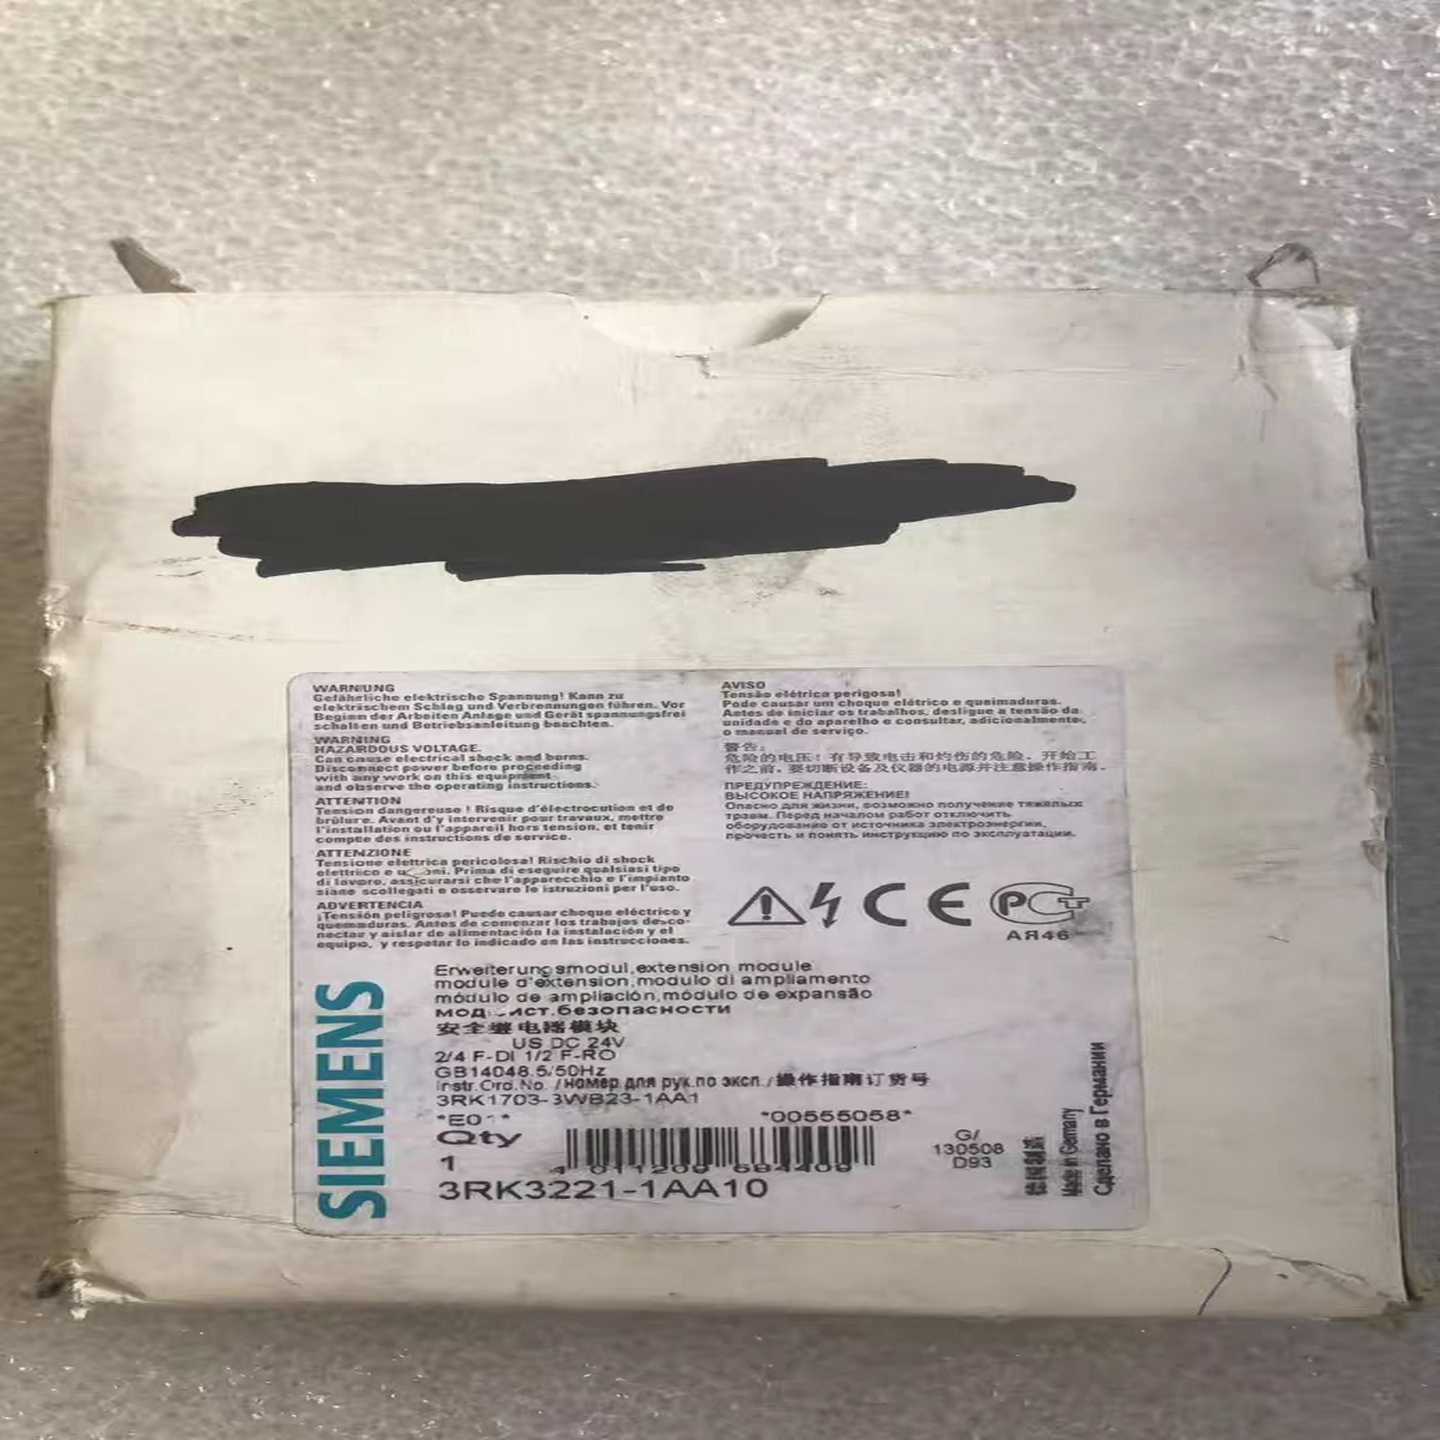 WARNUNG
Gefährliche elektrische Spannung! Kann zu
elektrischem Schlag und Verbrennungen führen. Vor
Beginn der Arbeiten Anlage und Gerät spannungsfrei
schalten und Betriebsanleitung beachten.
WARNING
HAZARDOUS VOLTAGE.
Can cause electrical shock and burns.
Disconnect power before proceeding
with any work on this equipment
and observe the operating instructions.
ATTENTION
Tension dangereuse ! Risque d'électrocution et de
brûlure. Avant d'y intervenir pour travaux, mettre
l'installation ou l'appareil hors tension, et tenir
compte des instructions de service.
ATTENZIONE
Tensione elettrica pericolosa! Rischio di shock
elettrico e Prima di eseguire qualsiasi tipo
di lavoro, assicurarsi che l'apparecchio e l'impianto
siano scollegati e osservare le istruzioni per l'uso.
ADVERTENCIA
¡Tensión peligrosa! Puede causar choque eléctrico y
quemaduras. Antes de comenzar los trabajos desco-
nectar y aislar de alimentación la instalación y el
equipo, y respetar lo indicado en las instrucciones.
AVISO
Tensão elétrica perigosa!
Pode causar um choque elétrico e queimaduras.
Antes de iniciar os trabalhos, desligue a tensão da
unidade e do aparelho e consultar, adicionalmente,
o manual de serviço.
警告:
危险的电压! 有导致电击和灼伤的危险。开始工
作之前, 要切断设备及仪器的电源并注意操作指南.
ПРЕДУПРЕЖДЕНИЕ:
ВЫСОКОЕ НАПРЯЖЕНИЕ!
Опасно для жизни, возможно получение тяжелых
травм. Перед началом работ отключить
оборудование от источника электроэнергии,
прочесть и понять инструкцию по эксплуатации.
CE
РСТ
АЯ46
SIEMENS
Erweiterungsmodul,extension module
module d'extension,modulo di ampliamento
módulo de ampliación,módulo de expansão
безопасности
安全继电器模块
US DC 24V
2/4 F-DI 1/2 F-RO
GB14048.5/50Hz
Instr.Ord.No. /номер для рук.по эксп./操作指南订货号
3RK1703-3WB23-1AA1
*00555058*
Qty
1
4 011209 684409
3RK3221-1AA10
G/
130508
D93
德国制造
Made in Germany
Сделано в Германии